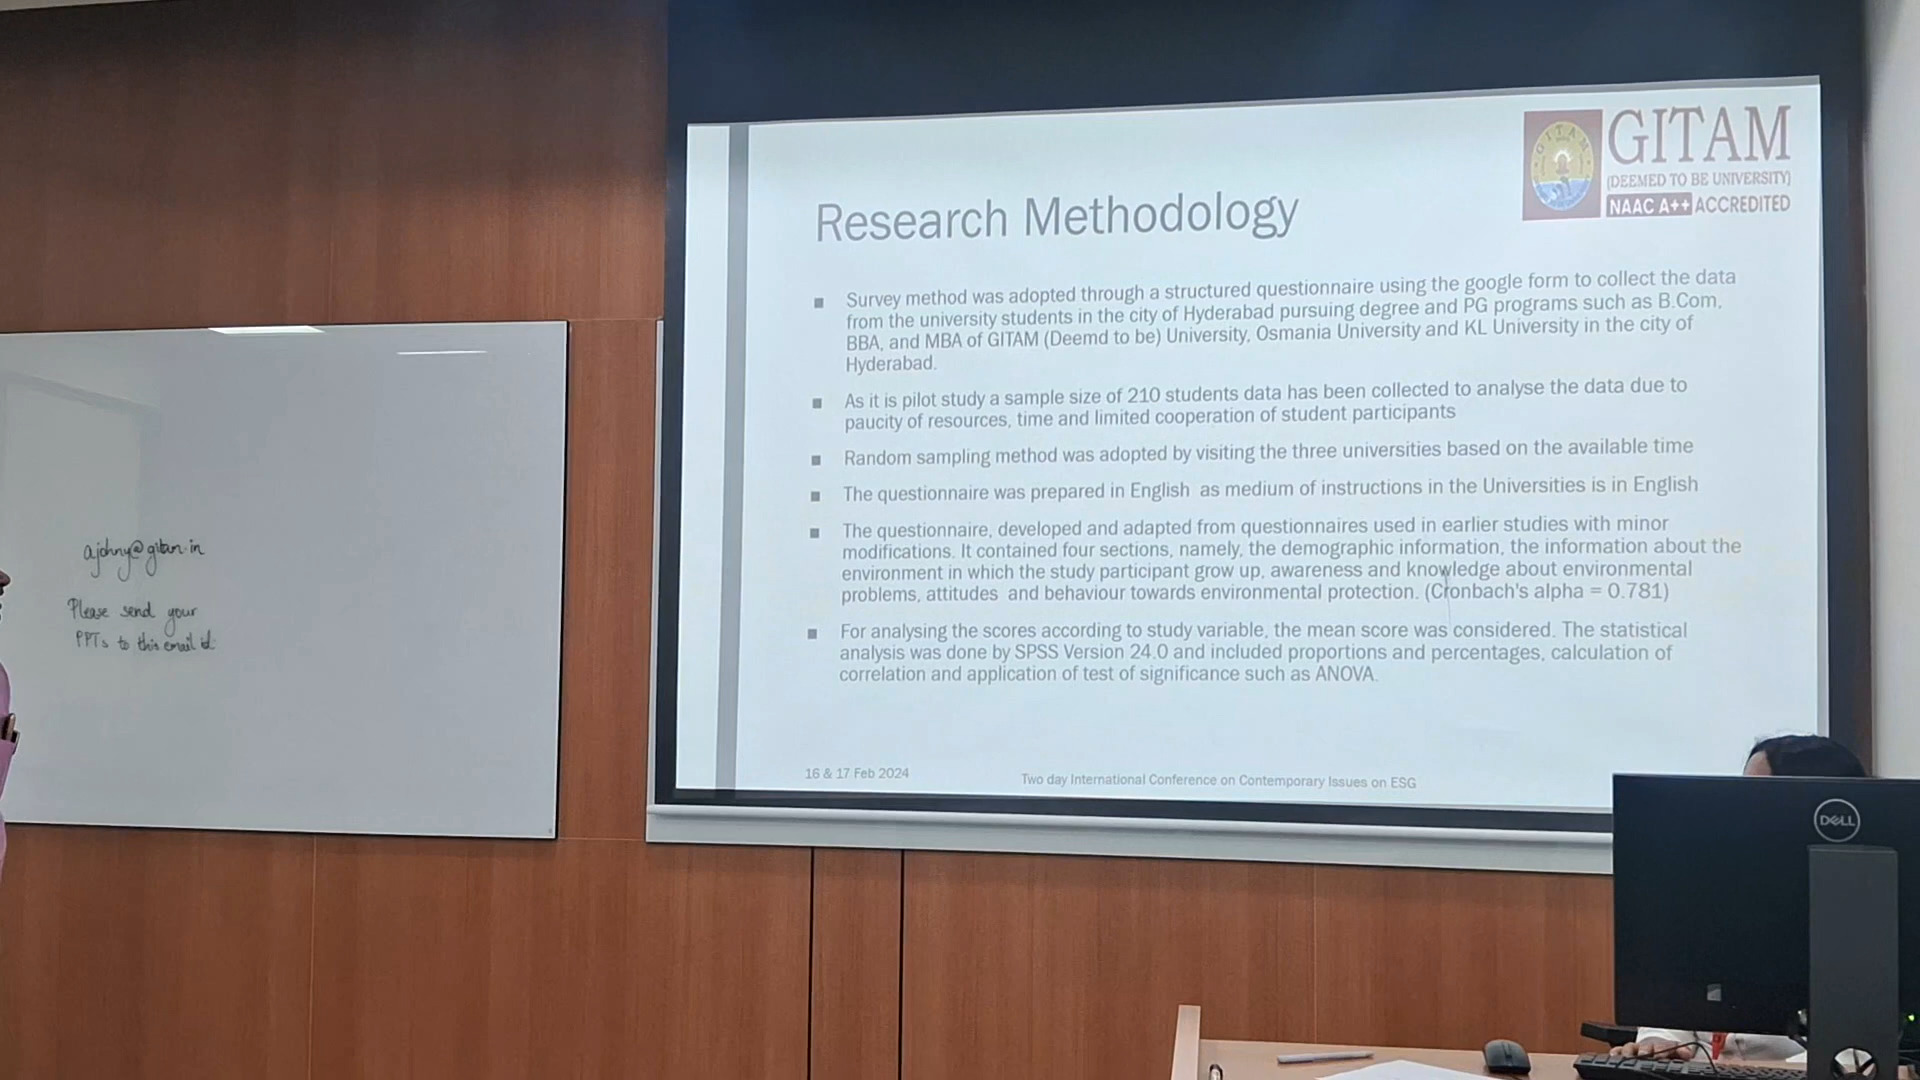 ajohny@gitam.in
Please send your
PPTs to this email id:
GITAM
GITAM
(DEEMED TO BE UNIVERSITY)
NAAC A++ ACCREDITED
Research Methodology
Survey method was adopted through a structured questionnaire using the google form to collect the data
from the university students in the city of Hyderabad pursuing degree and PG programs such as B.Com,
BBA, and MBA of GITAM (Deemd to be) University, Osmania University and KL University in the city of
Hyderabad.
As it is pilot study a sample size of 210 students data has been collected to analyse the data due to
paucity of resources, time and limited cooperation of student participants
Random sampling method was adopted by visiting the three universities based on the available time
The questionnaire was prepared in English as medium of instructions in the Universities is in English
The questionnaire, developed and adapted from questionnaires used in earlier studies with minor
modifications. It contained four sections, namely, the demographic information, the information about the
environment in which the study participant grow up, awareness and knowledge about environmental
problems, attitudes and behaviour towards environmental protection. (Cronbach's alpha = 0.781)
For analysing the scores according to study variable, the mean score was considered. The statistical
analysis was done by SPSS Version 24.0 and included proportions and percentages, calculation of
correlation and application of test of significance such as ANOVA.
16 & 17 Feb 2024
Two day International Conference on Contemporary Issues on ESG
DELL